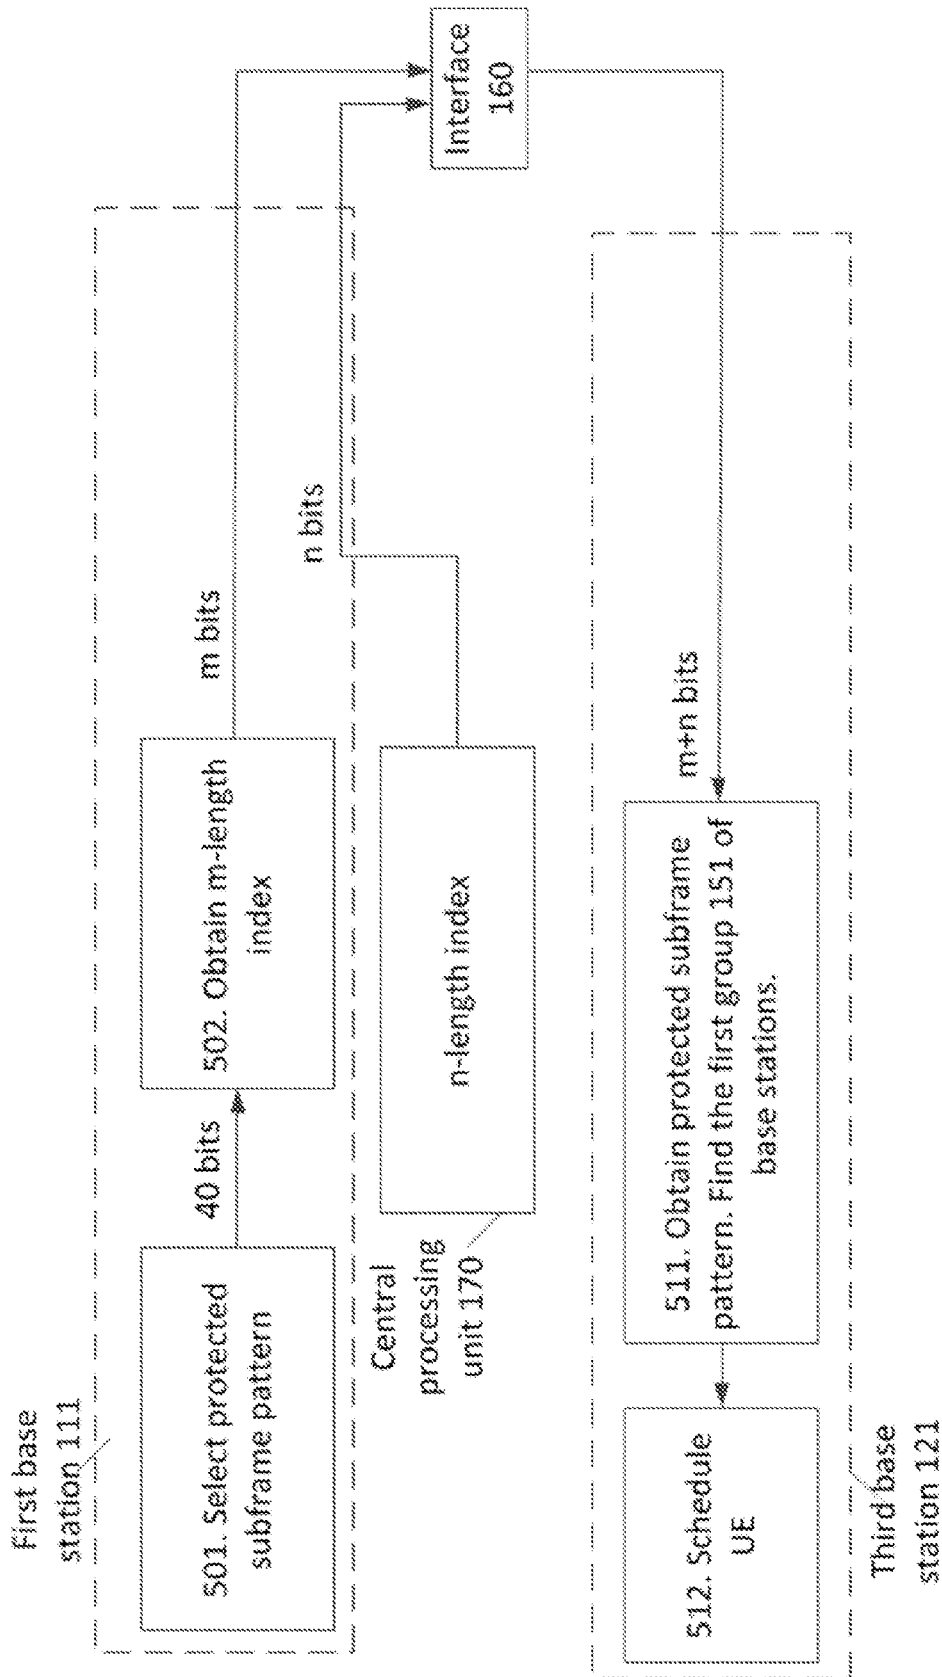 First base
station 111
501. Select protected
subframe pattern
40 bits
502. Obtain m-length
index
m bits
Central
processing
unit 170
n-length index
n bits
Interface
160
m+n bits
511. Obtain protected subframe
pattern. Find the first group 151 of
base stations.
512. Schedule
UE
Third base
station 121